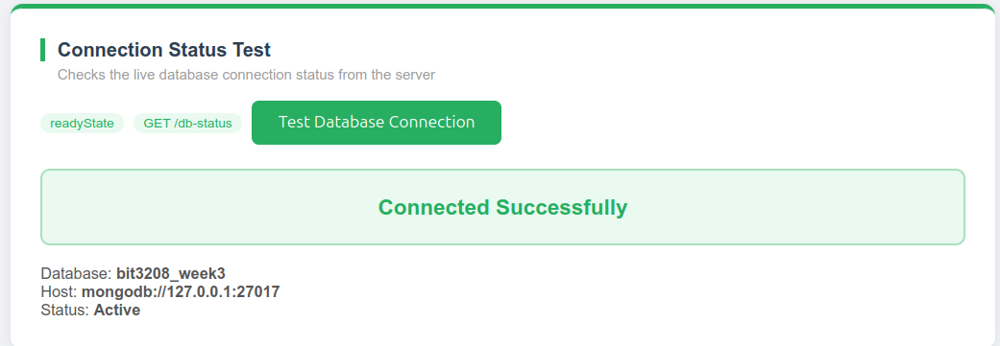 Connection Status Test
Checks the live database connection status from the server
readyState GET /db-status Test Database Connection
Connected Successfully
Database: bit3208_week3
Host: mongodb://127.0.0.1:27017
Status: Active